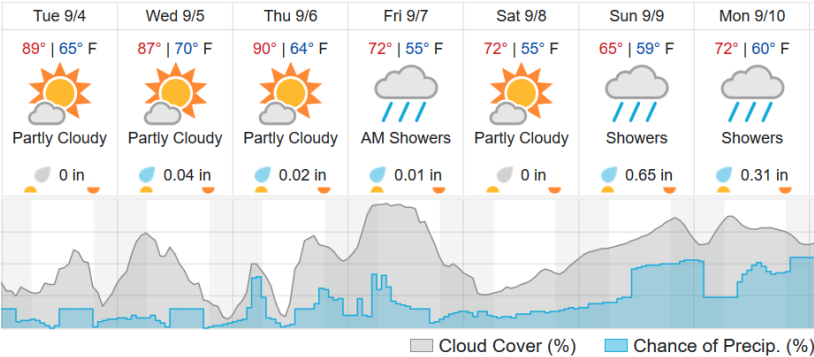 Tue 9/4 Wed 9/5 Thu 9/6 Fri 9/7 Sat 9/8 Sun 9/9 Mon 9/10
89° | 65° F 87° | 70° F 90° | 64° F 72° | 55° F 72° | 55° F 65° | 59° F 72° | 60° F
Partly Cloudy Partly Cloudy Partly Cloudy AM Showers Partly Cloudy Showers Showers
0 in 0.04 in 0.02 in 0.01 in 0 in 0.65 in 0.31 in
Cloud Cover (%) Chance of Precip. (%)